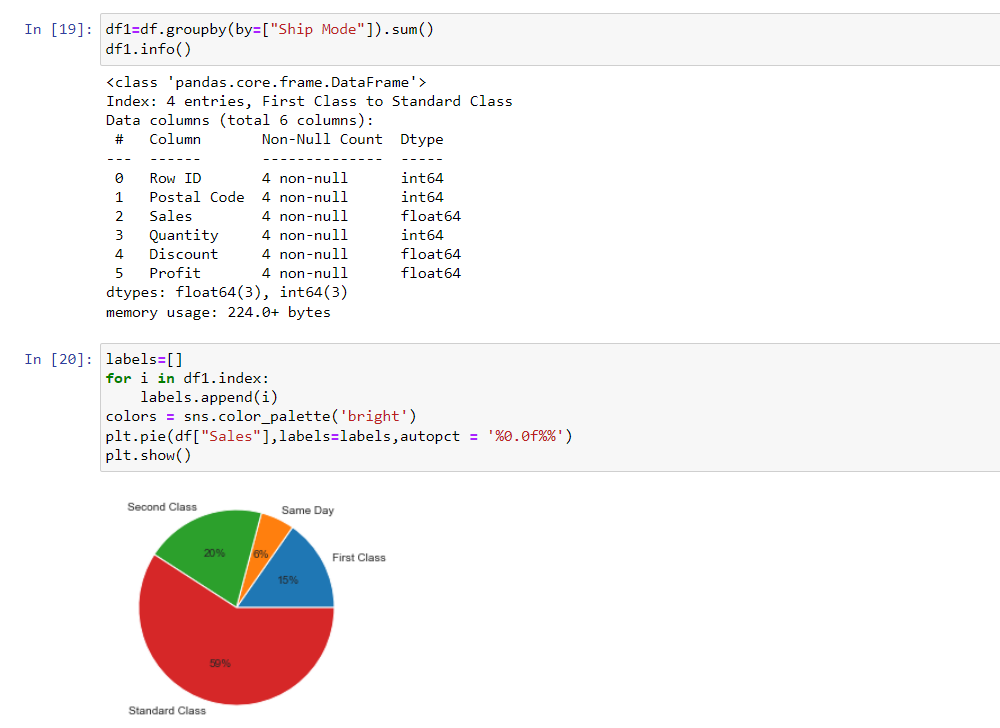 In [19]: df1=df.groupby(by=["Ship Mode"]).sum()
df1.info()
<class 'pandas.core.frame.DataFrame'>
Index: 4 entries, First Class to Standard Class
Data columns (total 6 columns):
 #   Column       Non-Null Count  Dtype
---  ------       --------------  -----
 0   Row ID       4 non-null      int64
 1   Postal Code  4 non-null      int64
 2   Sales        4 non-null      float64
 3   Quantity     4 non-null      int64
 4   Discount     4 non-null      float64
 5   Profit       4 non-null      float64
dtypes: float64(3), int64(3)
memory usage: 224.0+ bytes
In [20]: labels=[]
for i in df1.index:
    labels.append(i)
colors = sns.color_palette('bright')
plt.pie(df["Sales"],labels=labels,autopct = '%0.0f%%')
plt.show()
Second Class
Same Day
20%
6%
First Class
15%
59%
Standard Class